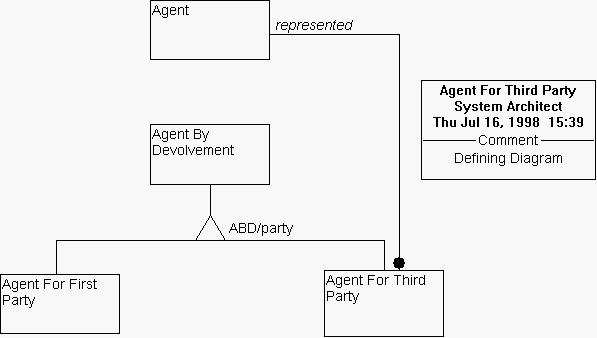 Agent
represented
Agent For Third Party
System Architect
Thu Jul 16, 1998 15:39
Comment
Defining Diagram
Agent By
Devolvement
ABD/party
Agent For First
Party
Agent For Third
Party